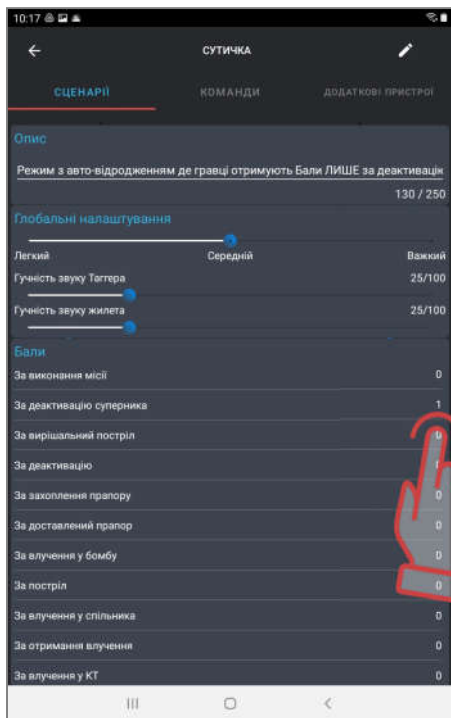 10:17
СУТИЧКА
СЦЕНАРІЇ КОМАНДИ ДОДАТКОВІ ПРИСТРОЇ
Опис
Режим з авто-відродженням де гравці отримують Бали ЛИШЕ за деактивацік
130 / 250
Глобальні налаштування
Легкий Середній Важкий
Гучність звуку Таггера 25/100
Гучність звуку жилета 25/100
Бали
За виконання місії 0
За деактивацію суперника 1
За вирішальний постріл 0
За деактивацію
За захоплення прапору 0
За доставлений прапор 0
За влучення у бомбу 0
За постріл 0
За влучення у спільника 0
За отримання влучення 0
За влучення у КТ 0